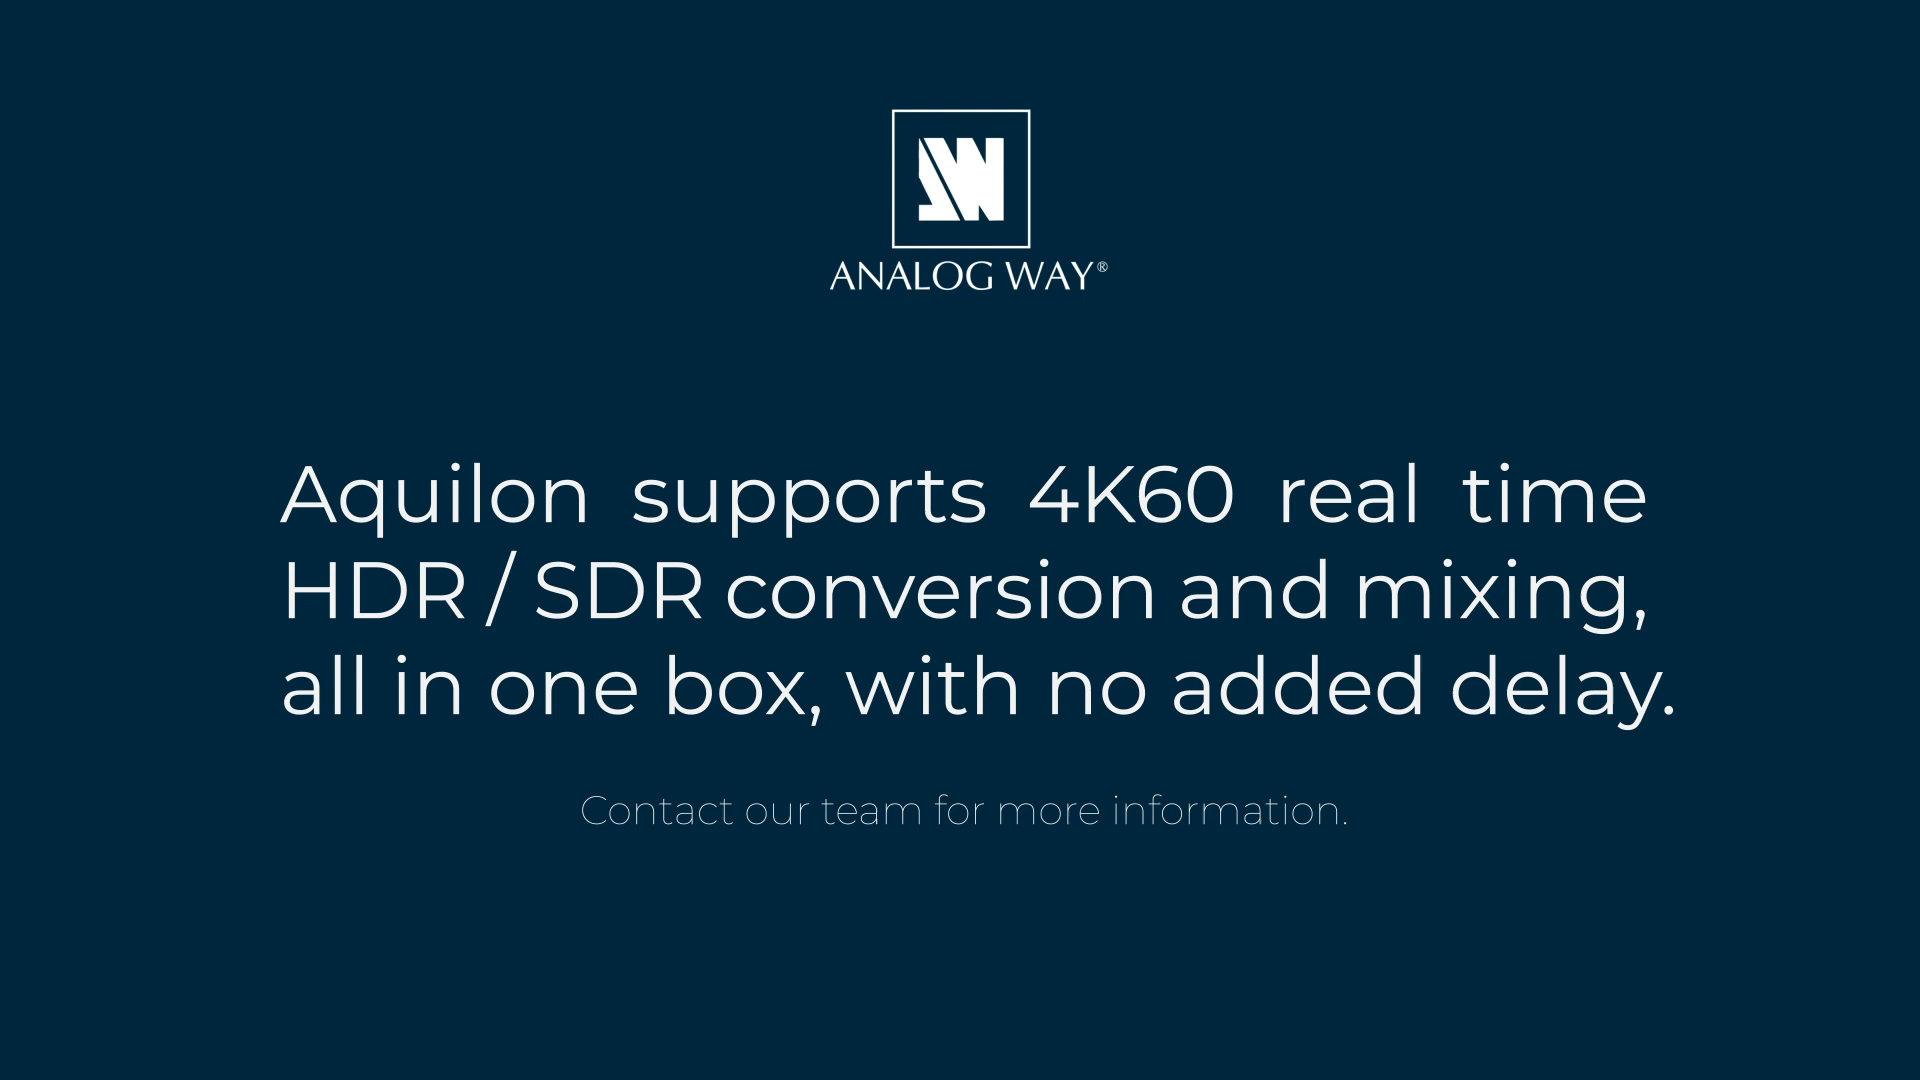 ANALOG WAY®
Aquilon supports 4K60 real time
HDR / SDR conversion and mixing,
all in one box, with no added delay.
Contact our team for more information.